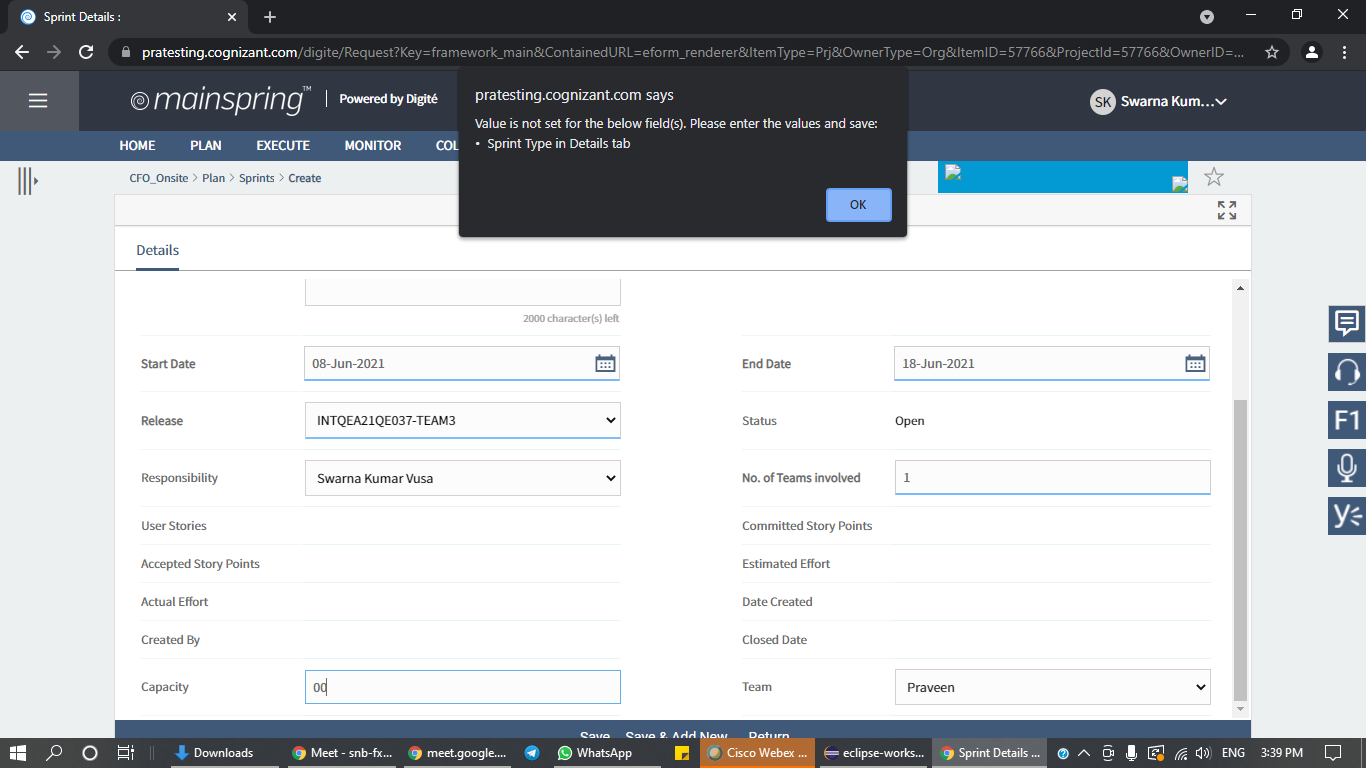 Sprint Details :
pratesting.cognizant.com/digite/Request?Key=framework_main&ContainedURL=eform_renderer&ItemType=Prj&OwnerType=Org&ItemID=57766&ProjectId=57766&OwnerID=...
pratesting.cognizant.com says
Value is not set for the below field(s). Please enter the values and save:
• Sprint Type in Details tab
OK
mainspring™ Powered by Digité
SK Swarna Kum...
HOME PLAN EXECUTE MONITOR COL
CFO_Onsite > Plan > Sprints > Create
Details
2000 character(s) left
Start Date 08-Jun-2021 End Date 18-Jun-2021
Release INTQEA21QE037-TEAM3 Status Open
Responsibility Swarna Kumar Vusa No. of Teams involved 1
User Stories Committed Story Points
Accepted Story Points Estimated Effort
Actual Effort Date Created
Created By Closed Date
Capacity 00 Team Praveen
F1
Save Save & Add New Return
Downloads Meet - snb-fx... meet.google.... WhatsApp Cisco Webex ... eclipse-works... Sprint Details ... ENG 3:39 PM